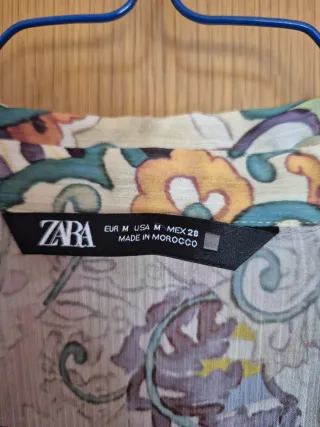 ZARA
EUR M USA M MEX 28
MADE IN MOROCCO